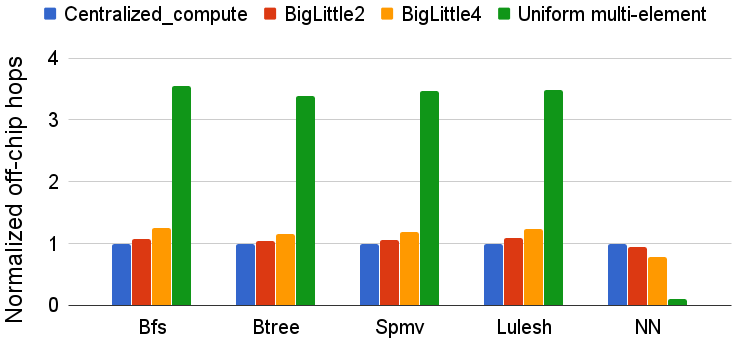 Centralized_compute BigLittle2 BigLittle4 Uniform multi-element
Normalized off-chip hops
4
3
2
1
0
Bfs Btree Spmv Lulesh NN